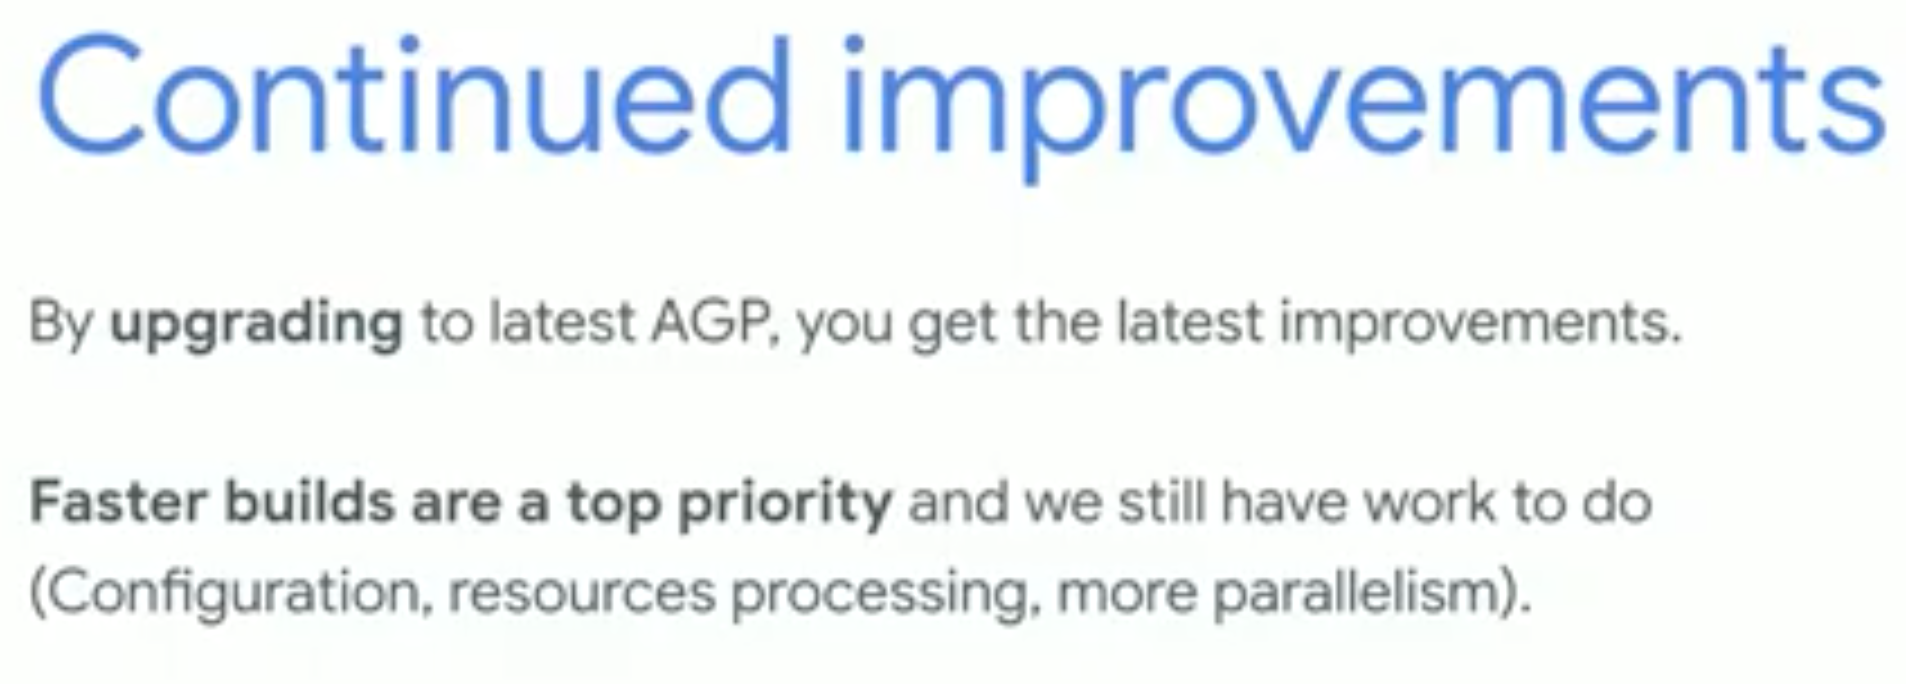 Continued improvements
By upgrading to latest AGP, you get the latest improvements.
Faster builds are a top priority and we still have work to do
(Configuration, resources processing, more parallelism).